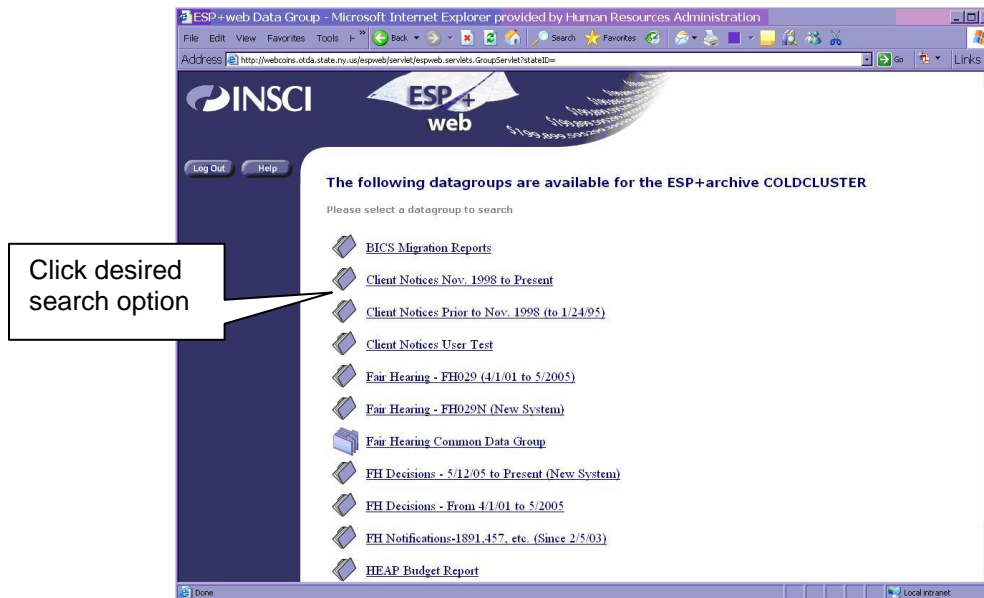 ESP+web Data Group - Microsoft Internet Explorer provided by Human Resources Administration
File Edit View Favorites Tools H » Back Search Favorites
Address http://webcoins.otda.state.ny.us/espweb/servlet/espweb.servlets.GroupServlet?stateID= Go Links
INSCI
ESP+
web
Log Out Help
The following datagroups are available for the ESP+archive COLDCLUSTER
Please select a datagroup to search
BICS Migration Reports
Click desired
search option
Client Notices Nov. 1998 to Present
Client Notices Prior to Nov. 1998 (to 1/24/95)
Client Notices User Test
Fair Hearing - FH029 (4/1/01 to 5/2005)
Fair Hearing - FH029N (New System)
Fair Hearing Common Data Group
FH Decisions - 5/12/05 to Present (New System)
FH Decisions - From 4/1/01 to 5/2005
FH Notifications-1891,457, etc. (Since 2/5/03)
HEAP Budget Report
Done Local intranet